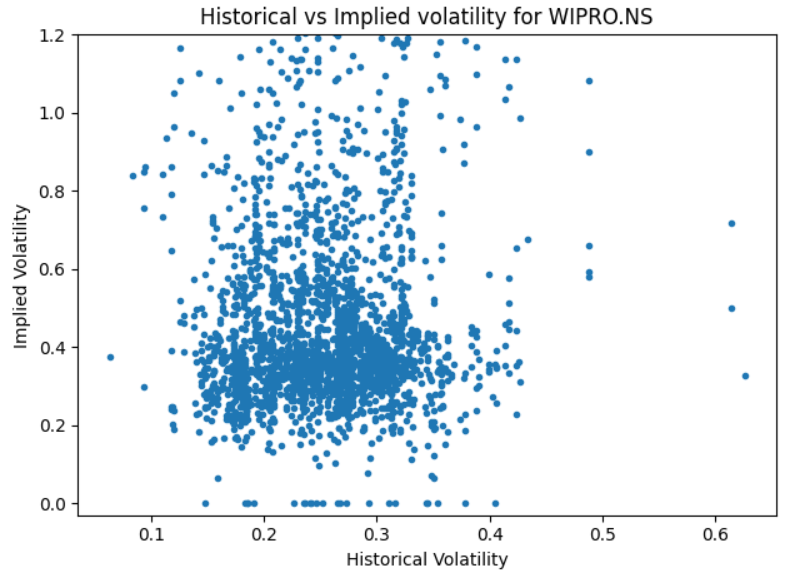 Historical vs Implied volatility for WIPRO.NS
1.2
1.0
0.8
0.6
0.4
0.2
0.0
Implied Volatility
0.1 0.2 0.3 0.4 0.5 0.6
Historical Volatility